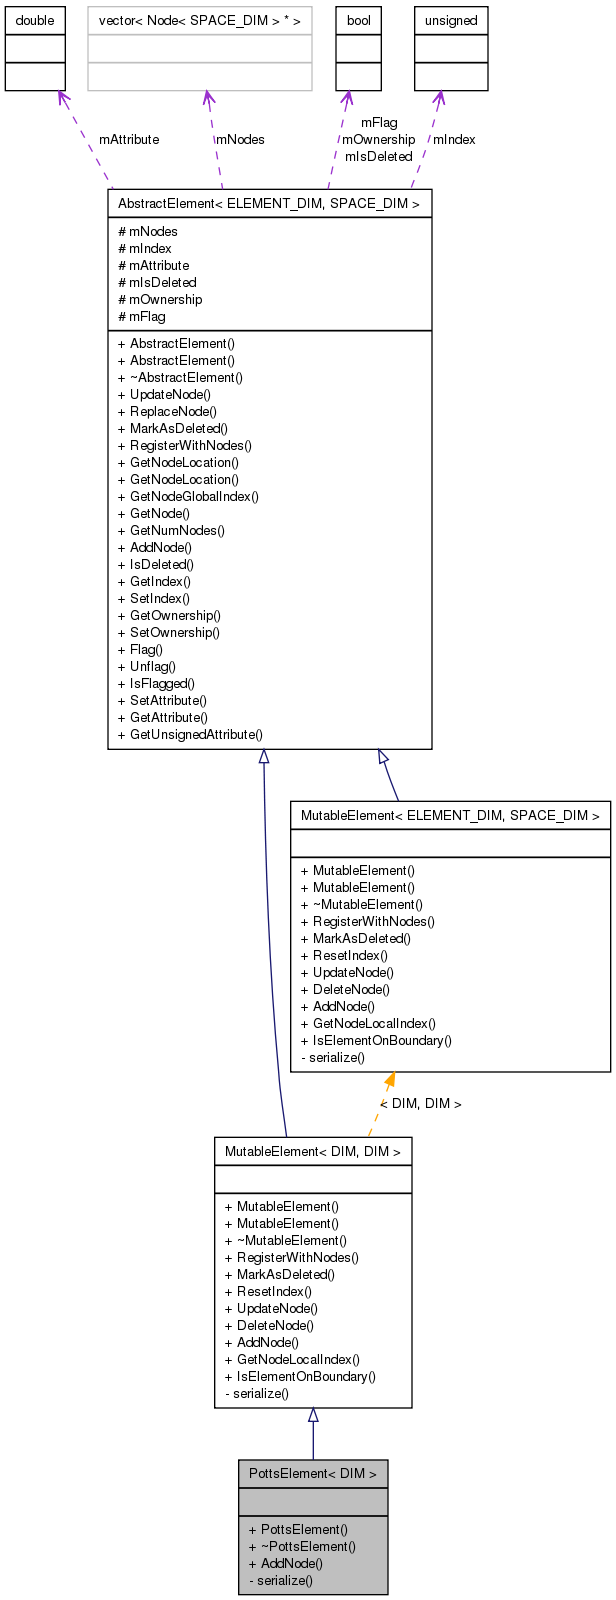 double
vector< Node< SPACE_DIM > * >
bool
unsigned
mAttribute
mNodes
mFlag
mOwnership
mIsDeleted
mIndex
AbstractElement< ELEMENT_DIM, SPACE_DIM >
# mNodes
# mIndex
# mAttribute
# mIsDeleted
# mOwnership
# mFlag
+ AbstractElement()
+ AbstractElement()
+ ~AbstractElement()
+ UpdateNode()
+ ReplaceNode()
+ MarkAsDeleted()
+ RegisterWithNodes()
+ GetNodeLocation()
+ GetNodeLocation()
+ GetNodeGlobalIndex()
+ GetNode()
+ GetNumNodes()
+ AddNode()
+ IsDeleted()
+ GetIndex()
+ SetIndex()
+ GetOwnership()
+ SetOwnership()
+ Flag()
+ Unflag()
+ IsFlagged()
+ SetAttribute()
+ GetAttribute()
+ GetUnsignedAttribute()
MutableElement< ELEMENT_DIM, SPACE_DIM >
+ MutableElement()
+ MutableElement()
+ ~MutableElement()
+ RegisterWithNodes()
+ MarkAsDeleted()
+ ResetIndex()
+ UpdateNode()
+ DeleteNode()
+ AddNode()
+ GetNodeLocalIndex()
+ IsElementOnBoundary()
- serialize()
< DIM, DIM >
MutableElement< DIM, DIM >
+ MutableElement()
+ MutableElement()
+ ~MutableElement()
+ RegisterWithNodes()
+ MarkAsDeleted()
+ ResetIndex()
+ UpdateNode()
+ DeleteNode()
+ AddNode()
+ GetNodeLocalIndex()
+ IsElementOnBoundary()
- serialize()
PottsElement< DIM >
+ PottsElement()
+ ~PottsElement()
+ AddNode()
- serialize()